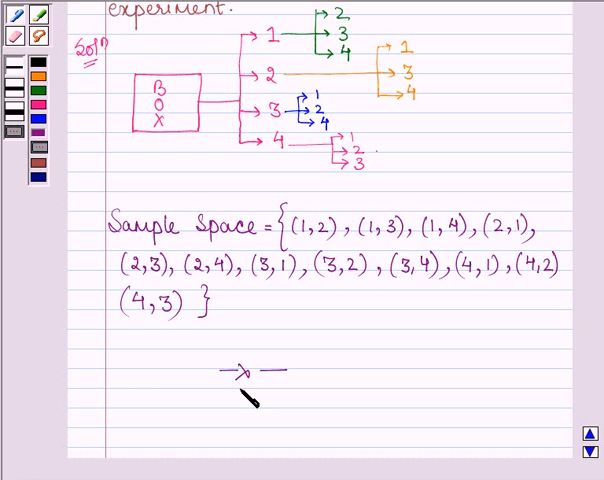 experiment.
Soln
BOX
1 → 2 3 4
2 → 1 3 4
3 → 1 2 4
4 → 1 2 3
Sample Space = { (1,2), (1,3), (1,4), (2,1),
(2,3), (2,4), (3,1), (3,2), (3,4), (4,1), (4,2)
(4,3) }
—x—